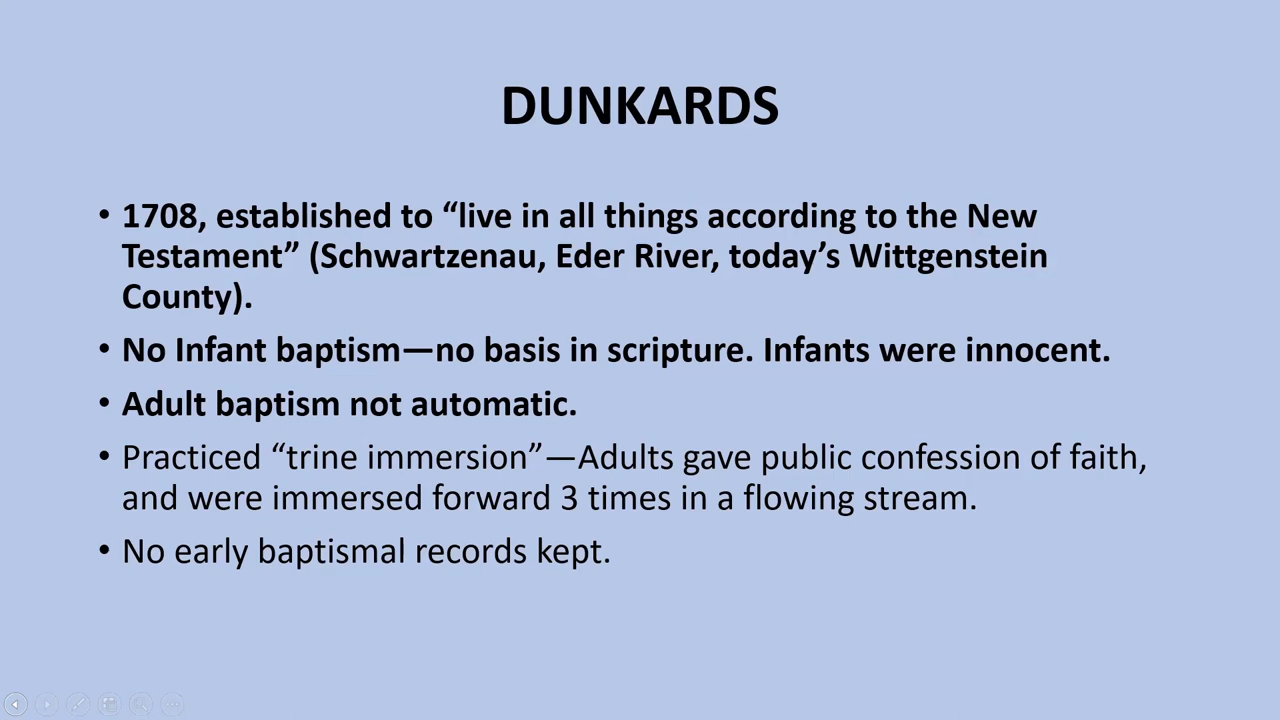 DUNKARDS
• 1708, established to “live in all things according to the New
Testament” (Schwartzenau, Eder River, today’s Wittgenstein
County).
• No Infant baptism—no basis in scripture. Infants were innocent.
• Adult baptism not automatic.
• Practiced “trine immersion”—Adults gave public confession of faith,
and were immersed forward 3 times in a flowing stream.
• No early baptismal records kept.